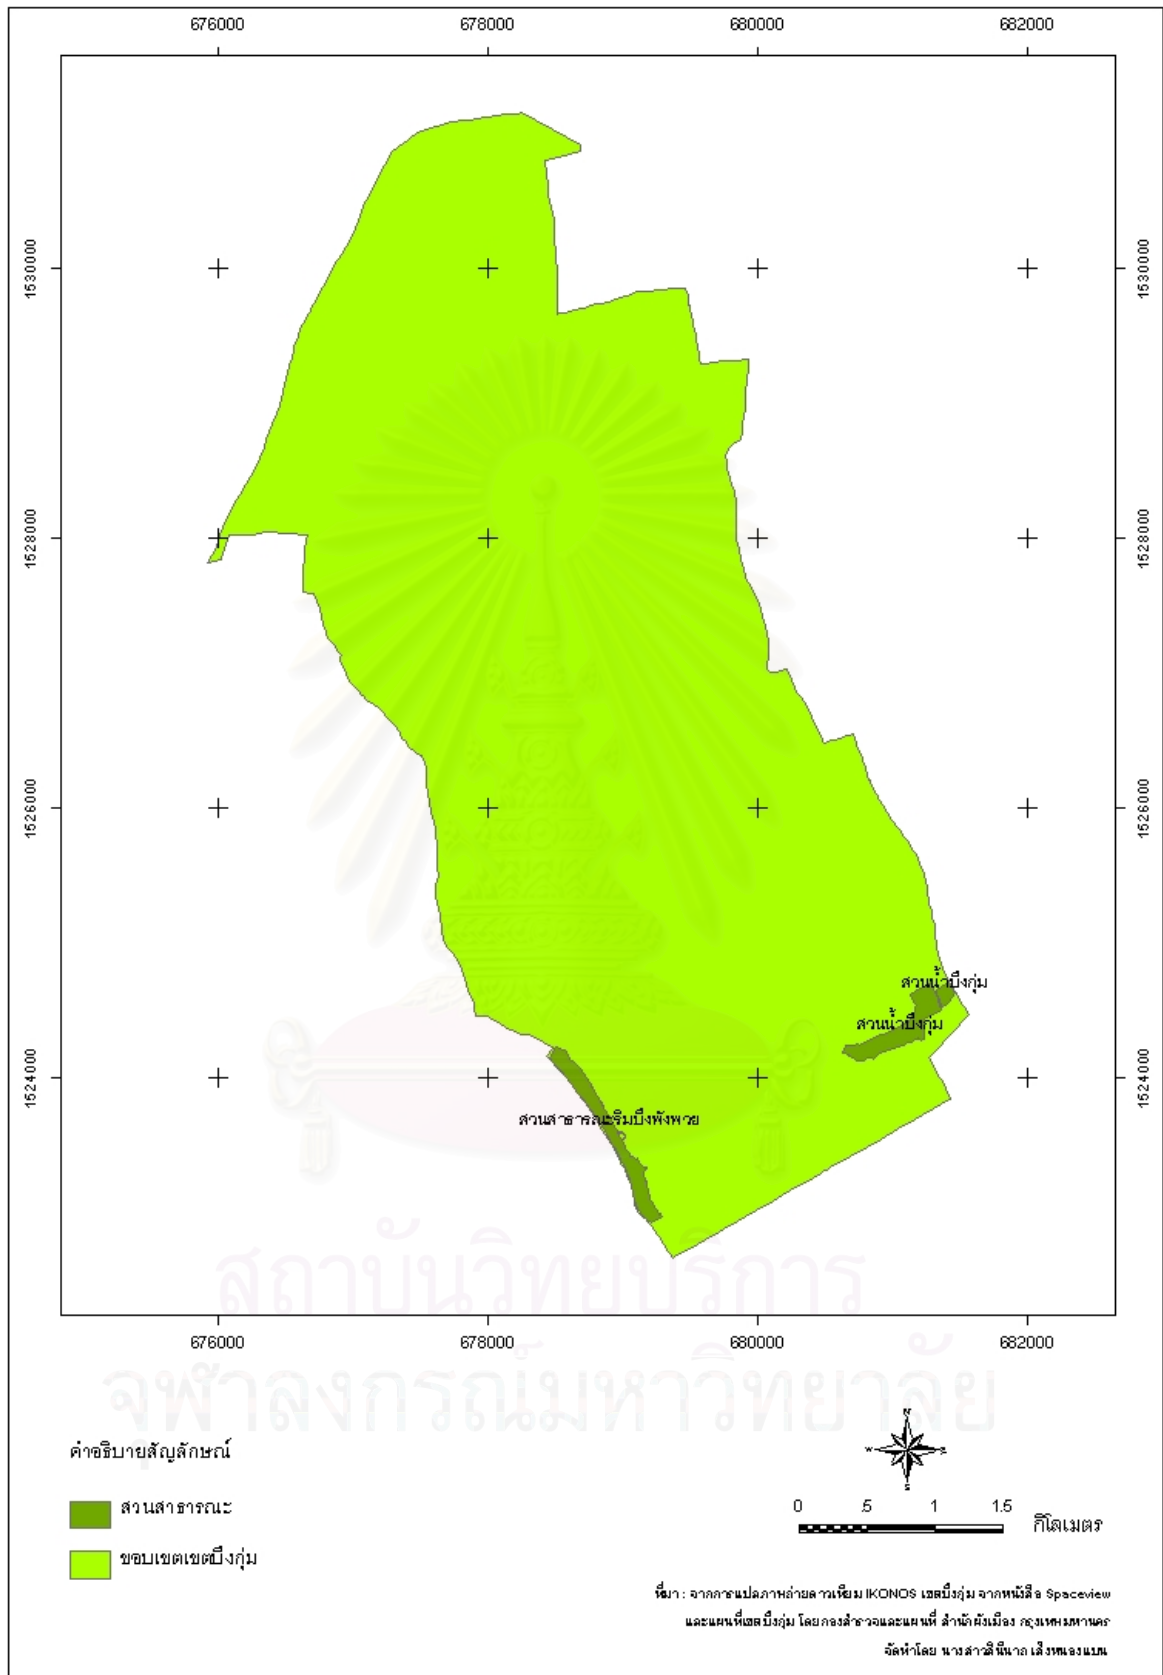 676000 678000 680000 682000
1530000 1530000
1528000 1528000
1526000 1526000
1524000 1524000
สวนน้ำบึงกุ่ม
สวนน้ำบึงกุ่ม
สวนสาธารณะริมบึงพังพวย
สถาบันวิทยบริการ
676000 678000 680000 682000
จุฬาลงกรณ์มหาวิทยาลัย
คำอธิบายสัญลักษณ์
สวนสาธารณะ
ขอบเขตเขตบึงกุ่ม
N
W E
S
0 .5 1 1.5
กิโลเมตร
ที่มา : จากการแปลภาพถ่ายดาวเทียม IKONOS เขตบึงกุ่ม จากหนังสือ Spaceview
และแผนที่เขตบึงกุ่ม โดยกองสำรวจและแผนที่ สำนักผังเมือง กรุงเทพมหานคร
จัดทำโดย นางสาวสินีนาถ เส็งหนองแบน